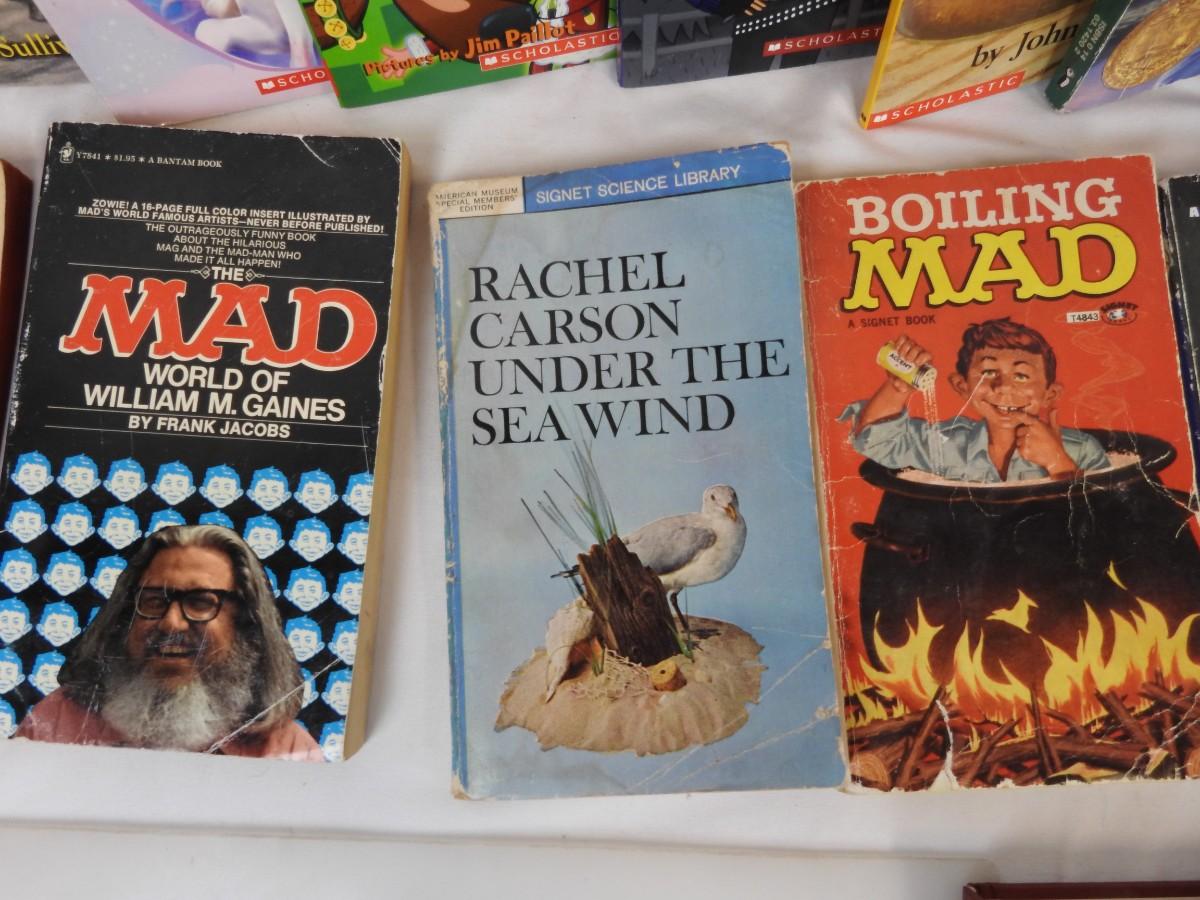 Pictures by Jim Paillot
SCHOLASTIC
SCHOLASTIC
by John
SCHOLASTIC
Y7841 * $1.95 * A BANTAM BOOK
ZOWIE! A 16-PAGE FULL COLOR INSERT ILLUSTRATED BY
MAD'S WORLD FAMOUS ARTISTS—NEVER BEFORE PUBLISHED!
THE OUTRAGEOUSLY FUNNY BOOK
ABOUT THE HILARIOUS
MAG AND THE MAD-MAN WHO
MADE IT ALL HAPPEN!
THE
MAD
WORLD OF
WILLIAM M. GAINES
BY FRANK JACOBS
AMERICAN MUSEUM
SPECIAL MEMBERS'
EDITION
SIGNET SCIENCE LIBRARY
RACHEL
CARSON
UNDER THE
SEA WIND
BOILING
MAD
A SIGNET BOOK
T4843
SIGNET
ACCENT